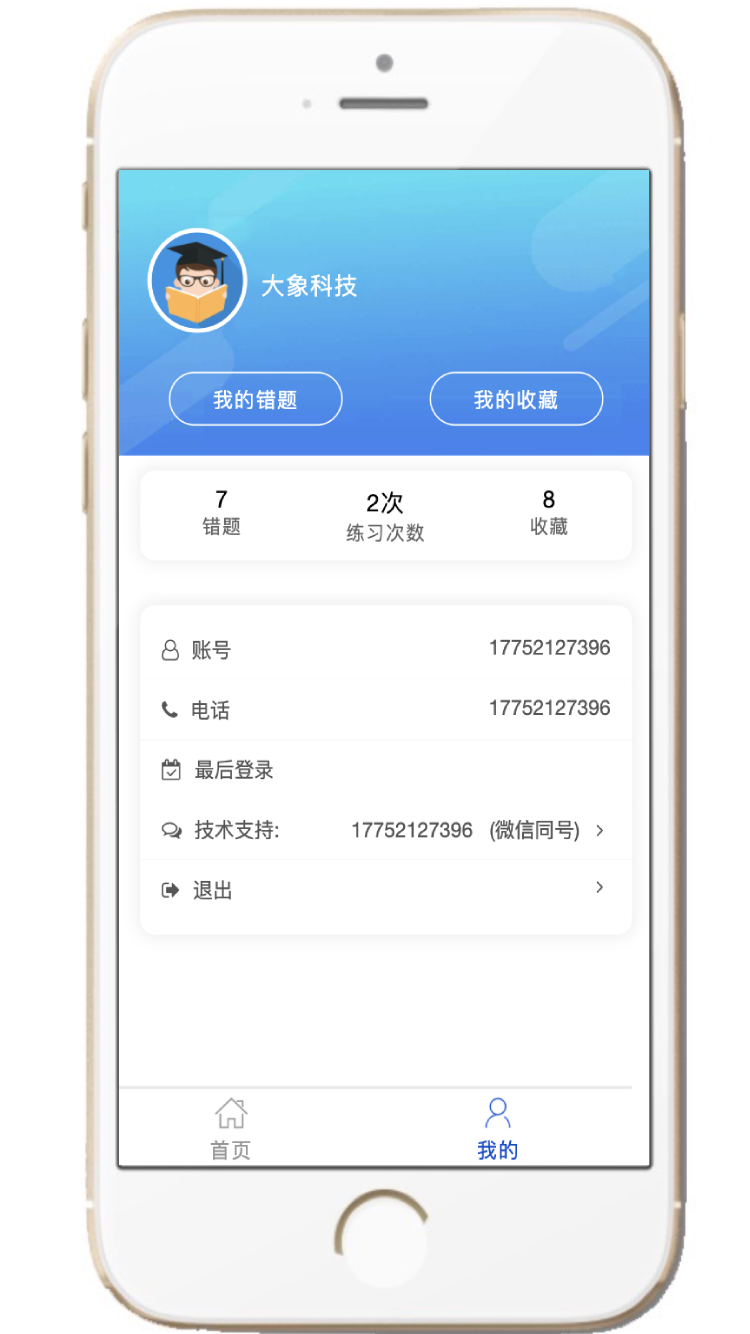 大象科技
我的错题 我的收藏
7 2次 8
错题 练习次数 收藏
账号 17752127396
电话 17752127396
最后登录
技术支持: 17752127396 (微信同号)
退出
首页 我的